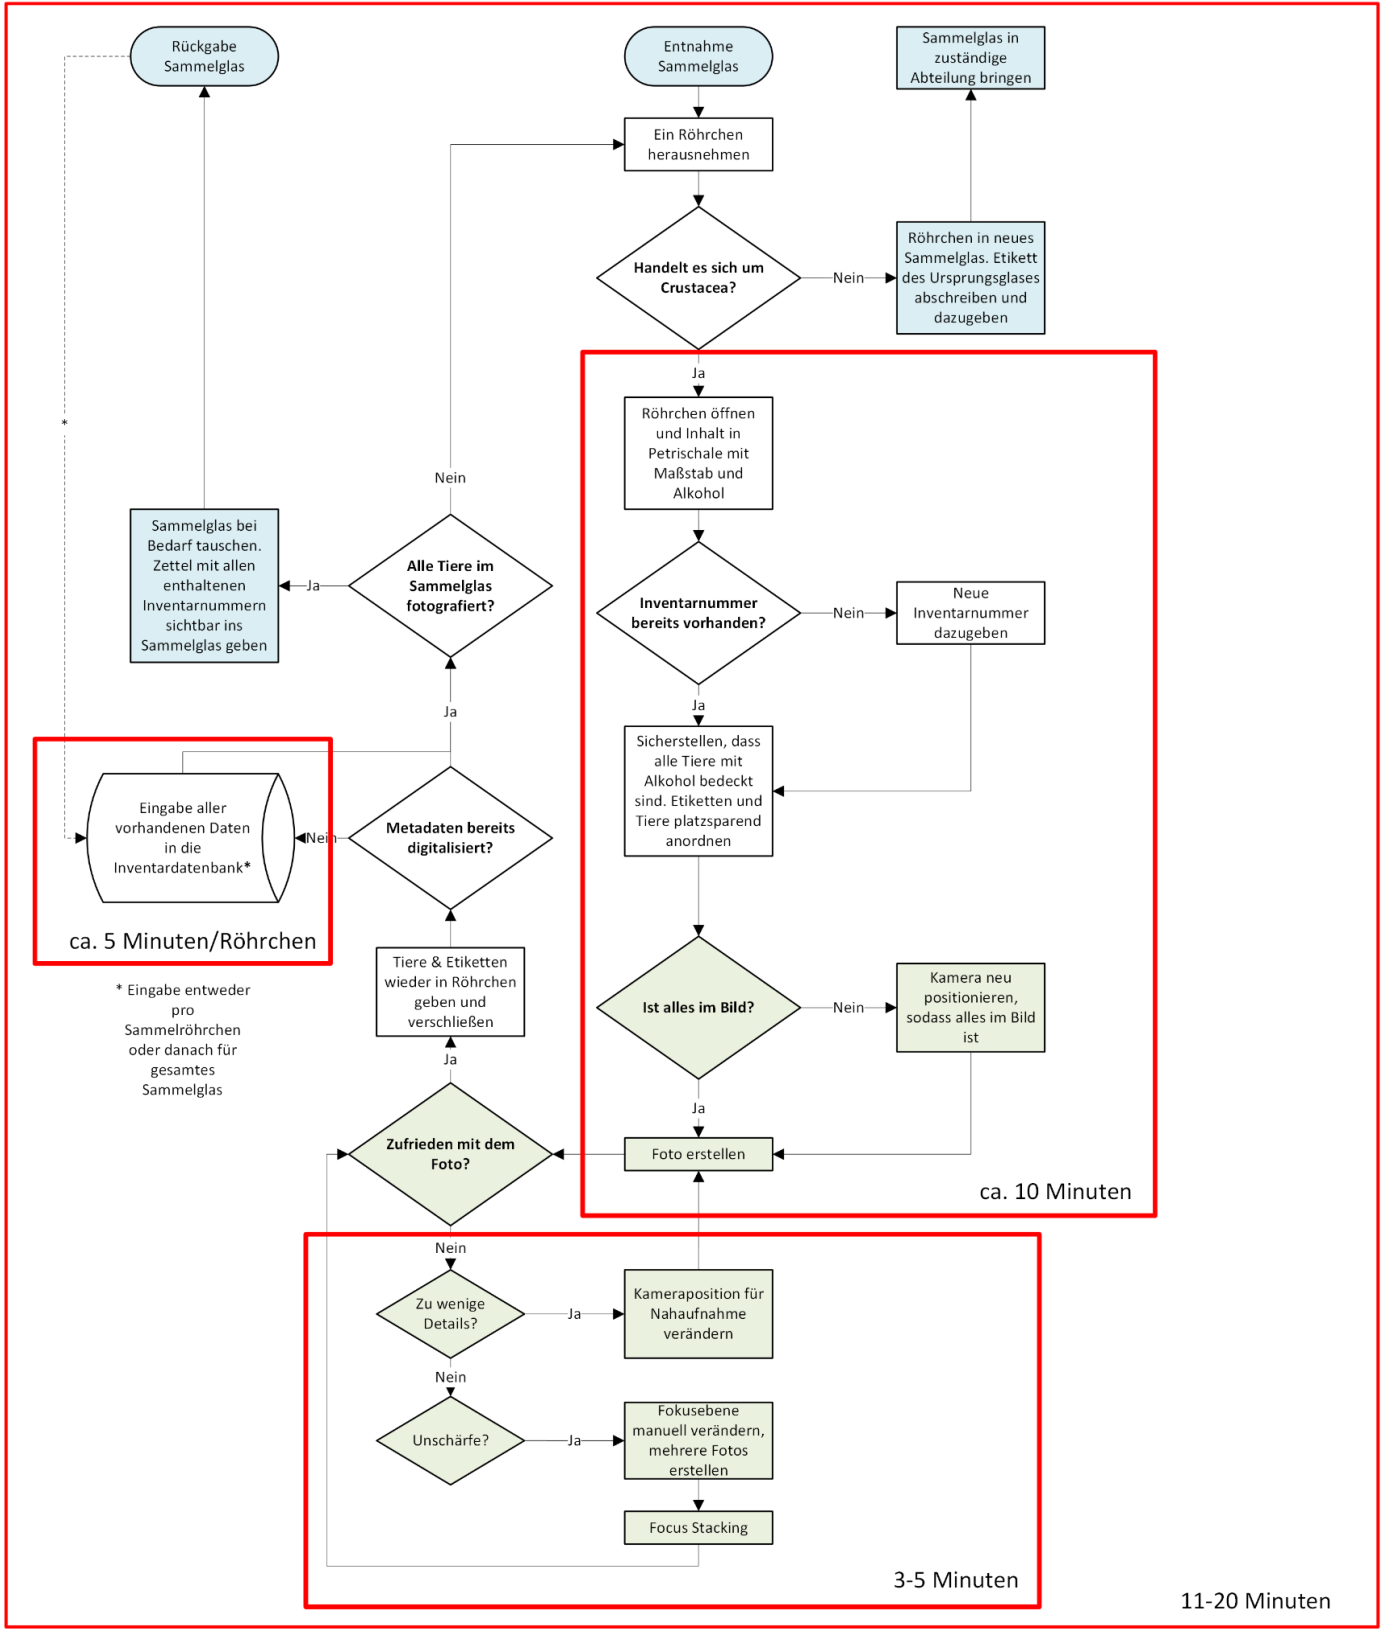 Rückgabe
Sammelglas
Entnahme
Sammelglas
Sammelglas in
zuständige
Abteilung bringen
Ein Röhrchen
herausnehmen
Handelt es sich um
Crustacea?
Nein
Röhrchen in neues
Sammelglas. Etikett
des Ursprungsglases
abschreiben und
dazugeben
Ja
Röhrchen öffnen
und Inhalt in
Petrischale mit
Maßstab und
Alkohol
Inventarnummer
bereits vorhanden?
Nein
Neue
Inventarnummer
dazugeben
Ja
Sicherstellen, dass
alle Tiere mit
Alkohol bedeckt
sind. Etiketten und
Tiere platzsparend
anordnen
Ist alles im Bild?
Nein
Kamera neu
positionieren,
sodass alles im Bild
ist
Ja
Foto erstellen
ca. 10 Minuten
Zufrieden mit dem
Foto?
Nein
Zu wenige
Details?
Ja
Kameraposition für
Nahaufnahme
verändern
Nein
Unschärfe?
Ja
Fokusebene
manuell verändern,
mehrere Fotos
erstellen
Focus Stacking
3-5 Minuten
Ja
Tiere & Etiketten
wieder in Röhrchen
geben und
verschließen
Metadaten bereits
digitalisiert?
Nein
Eingabe aller
vorhandenen Daten
in die
Inventardatenbank*
ca. 5 Minuten/Röhrchen
* Eingabe entweder
pro
Sammelröhrchen
oder danach für
gesamtes
Sammelglas
Ja
Alle Tiere im
Sammelglas
fotografiert?
Nein
Ja
Sammelglas bei
Bedarf tauschen.
Zettel mit allen
enthaltenen
Inventarnummern
sichtbar ins
Sammelglas geben
*
11-20 Minuten